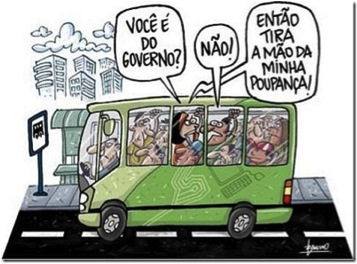 VOCÊ É
DO
GOVERNO?
NÃO!
ENTÃO
TIRA
A MÃO DA
MINHA
POUPANÇA!